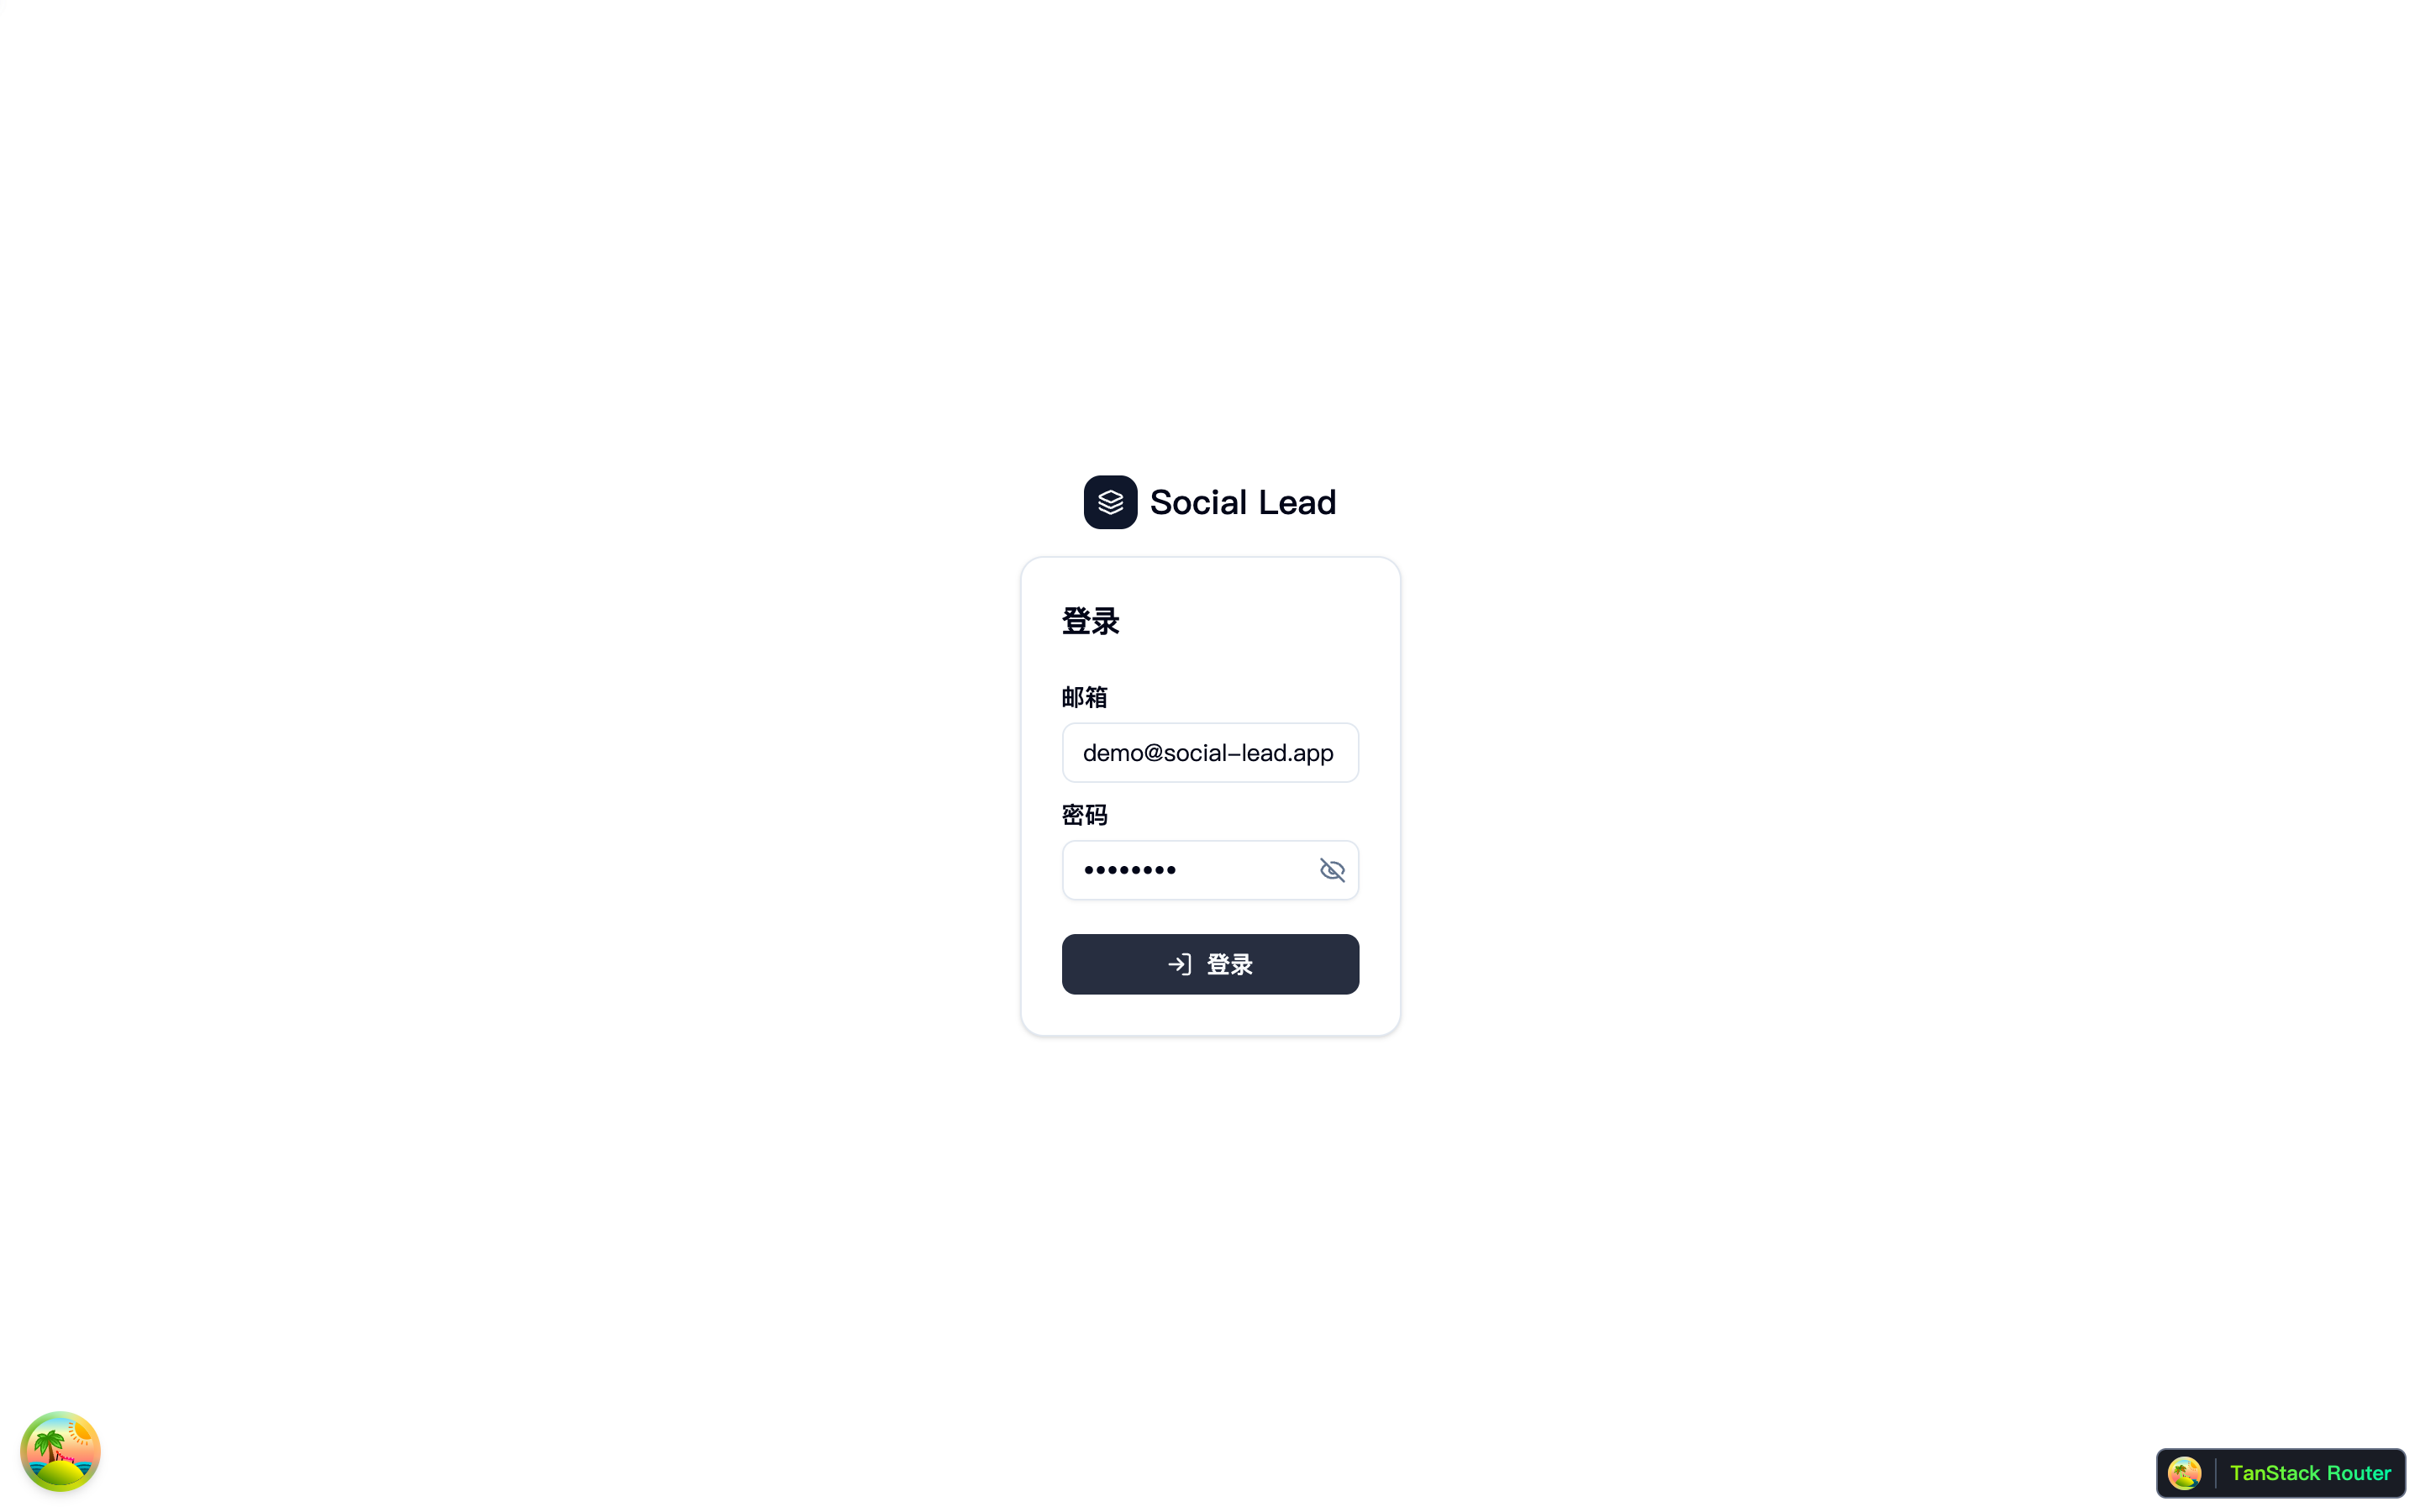 Social Lead
登录
邮箱
demo@social-lead.app
密码
••••••••
登录
TanStack Router